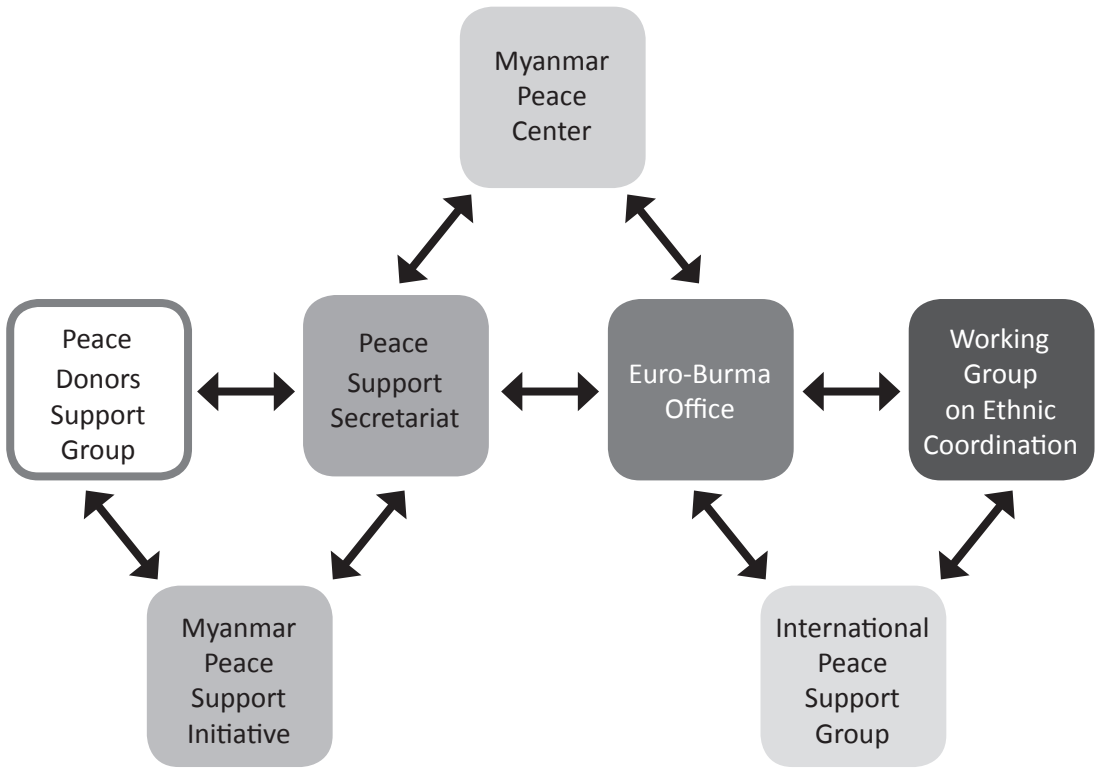 Myanmar
Peace
Center
Peace
Donors
Support
Group
Peace
Support
Secretariat
Euro-Burma
Office
Working
Group
on Ethnic
Coordination
Myanmar
Peace
Support
Initiative
International
Peace
Support
Group